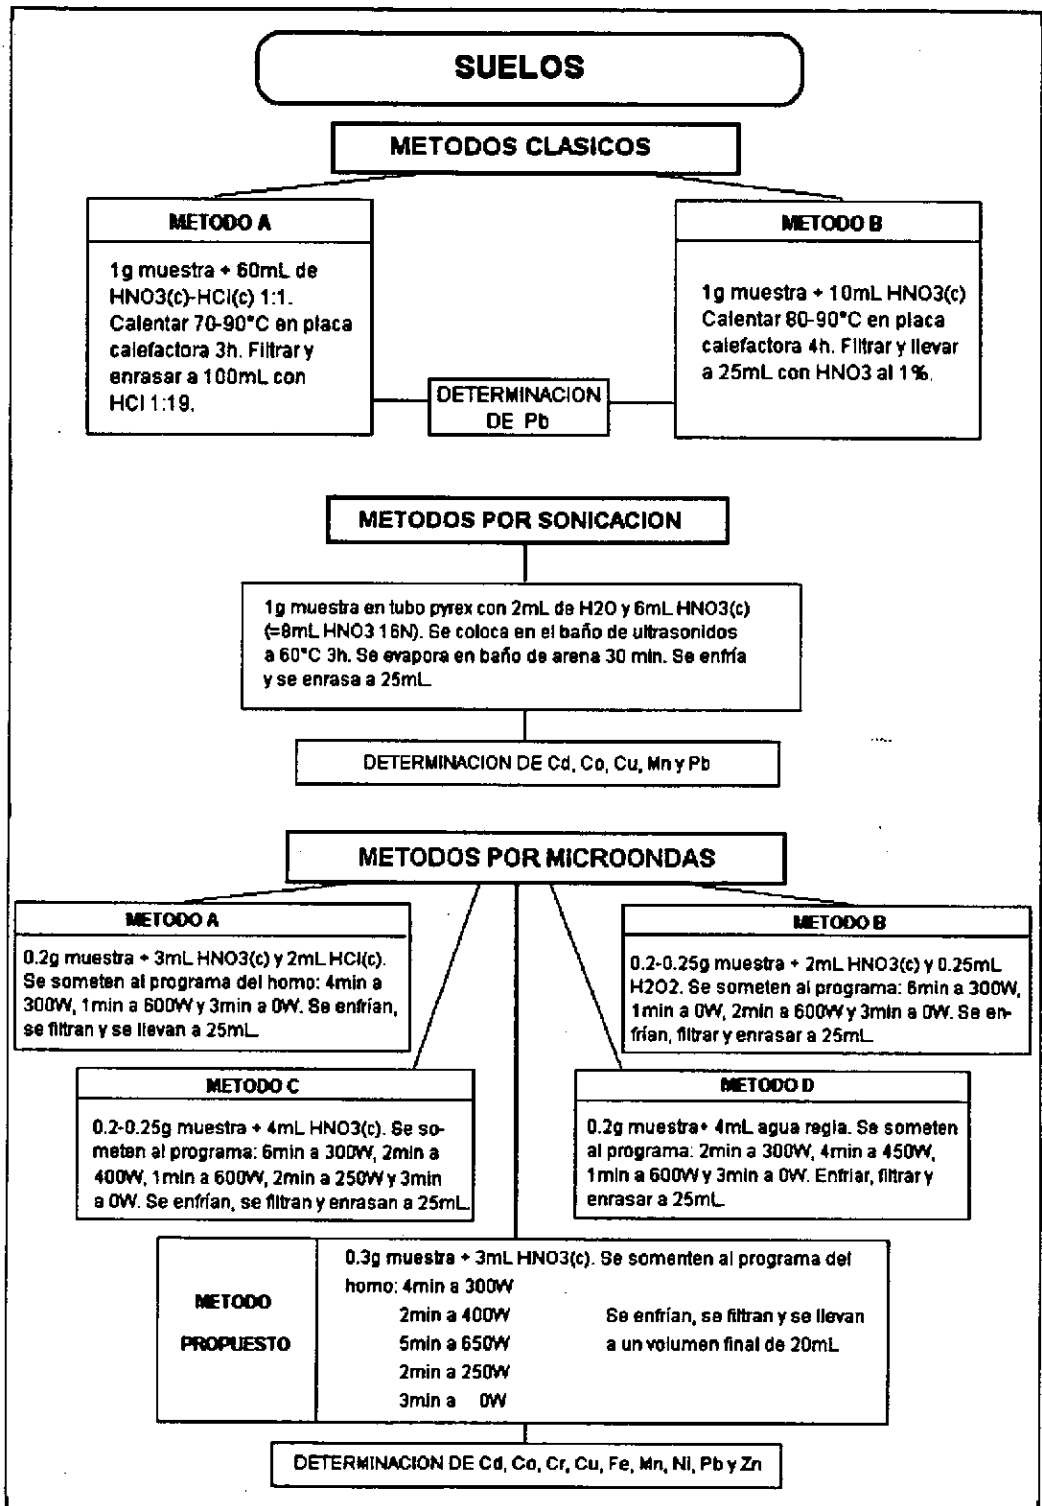 SUELOS
METODOS CLASICOS
METODO A
1g muestra + 60mL de
HNO3(c)-HCl(c) 1:1.
Calentar 70-90°C en placa
calefactora 3h. Filtrar y
enrasar a 100mL con
HCl 1:19.
METODO B
1g muestra + 10mL HNO3(c)
Calentar 80-90°C en placa
calefactora 4h. Filtrar y llevar
a 25mL con HNO3 al 1%.
DETERMINACION
DE Pb
METODOS POR SONICACION
1g muestra en tubo pyrex con 2mL de H2O y 6mL HNO3(c)
(=8mL HNO3 16N). Se coloca en el baño de ultrasonidos
a 60°C 3h. Se evapora en baño de arena 30 min. Se enfría
y se enrasa a 25mL
DETERMINACION DE Cd, Co, Cu, Mn y Pb
METODOS POR MICROONDAS
METODO A
0.2g muestra + 3mL HNO3(c) y 2mL HCl(c).
Se someten al programa del homo: 4min a
300W, 1min a 600W y 3min a 0W. Se enfrían,
se filtran y se llevan a 25mL
METODO B
0.2-0.25g muestra + 2mL HNO3(c) y 0.25mL
H2O2. Se someten al programa: 6min a 300W,
1min a 0W, 2min a 600W y 3min a 0W. Se en-
frían, filtrar y enrasar a 25mL
METODO C
0.2-0.25g muestra + 4mL HNO3(c). Se so-
meten al programa: 6min a 300W, 2min a
400W, 1min a 600W, 2min a 250W y 3min
a 0W. Se enfrían, se filtran y enrasan a 25mL
METODO D
0.2g muestra+ 4mL agua regia. Se someten
al programa: 2min a 300W, 4min a 450W,
1min a 600W y 3min a 0W. Enfriar, filtrar y
enrasar a 25mL
METODO
PROPUESTO
0.3g muestra + 3mL HNO3(c). Se somenten al programa del
homo: 4min a 300W
2min a 400W
5min a 650W
2min a 250W
3min a 0W
Se enfrían, se filtran y se llevan
a un volumen final de 20mL
DETERMINACION DE Cd, Co, Cr, Cu, Fe, Mn, Ni, Pb y Zn